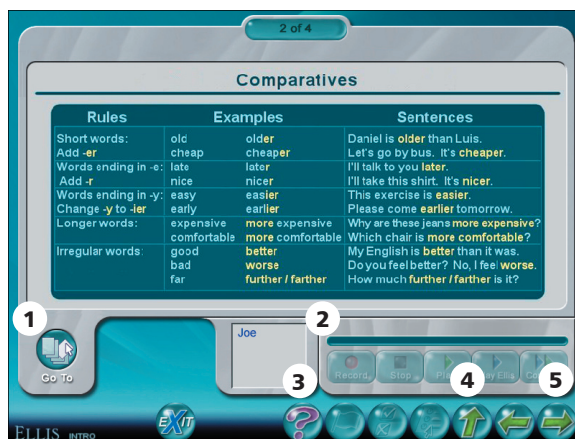 2 of 4
Comparatives
Rules Examples Sentences
Short words: old older Daniel is older than Luis.
Add -er cheap cheaper Let's go by bus. It's cheaper.
Words ending in -e: late later I'll talk to you later.
Add -r nice nicer I'll take this shirt. It's nicer.
Words ending in -y: easy easier This exercise is easier.
Change -y to -ier early earlier Please come earlier tomorrow.
Longer words: expensive more expensive Why are these jeans more expensive?
comfortable more comfortable Which chair is more comfortable?
Irregular words: good better My English is better than it was.
bad worse Do you feel better? No, I feel worse.
far further / farther How much further / farther is it?
1 2
Joe
Go To
3 4 5
Record Stop Play Ellis
EXIT
?
ELLIS INTRO